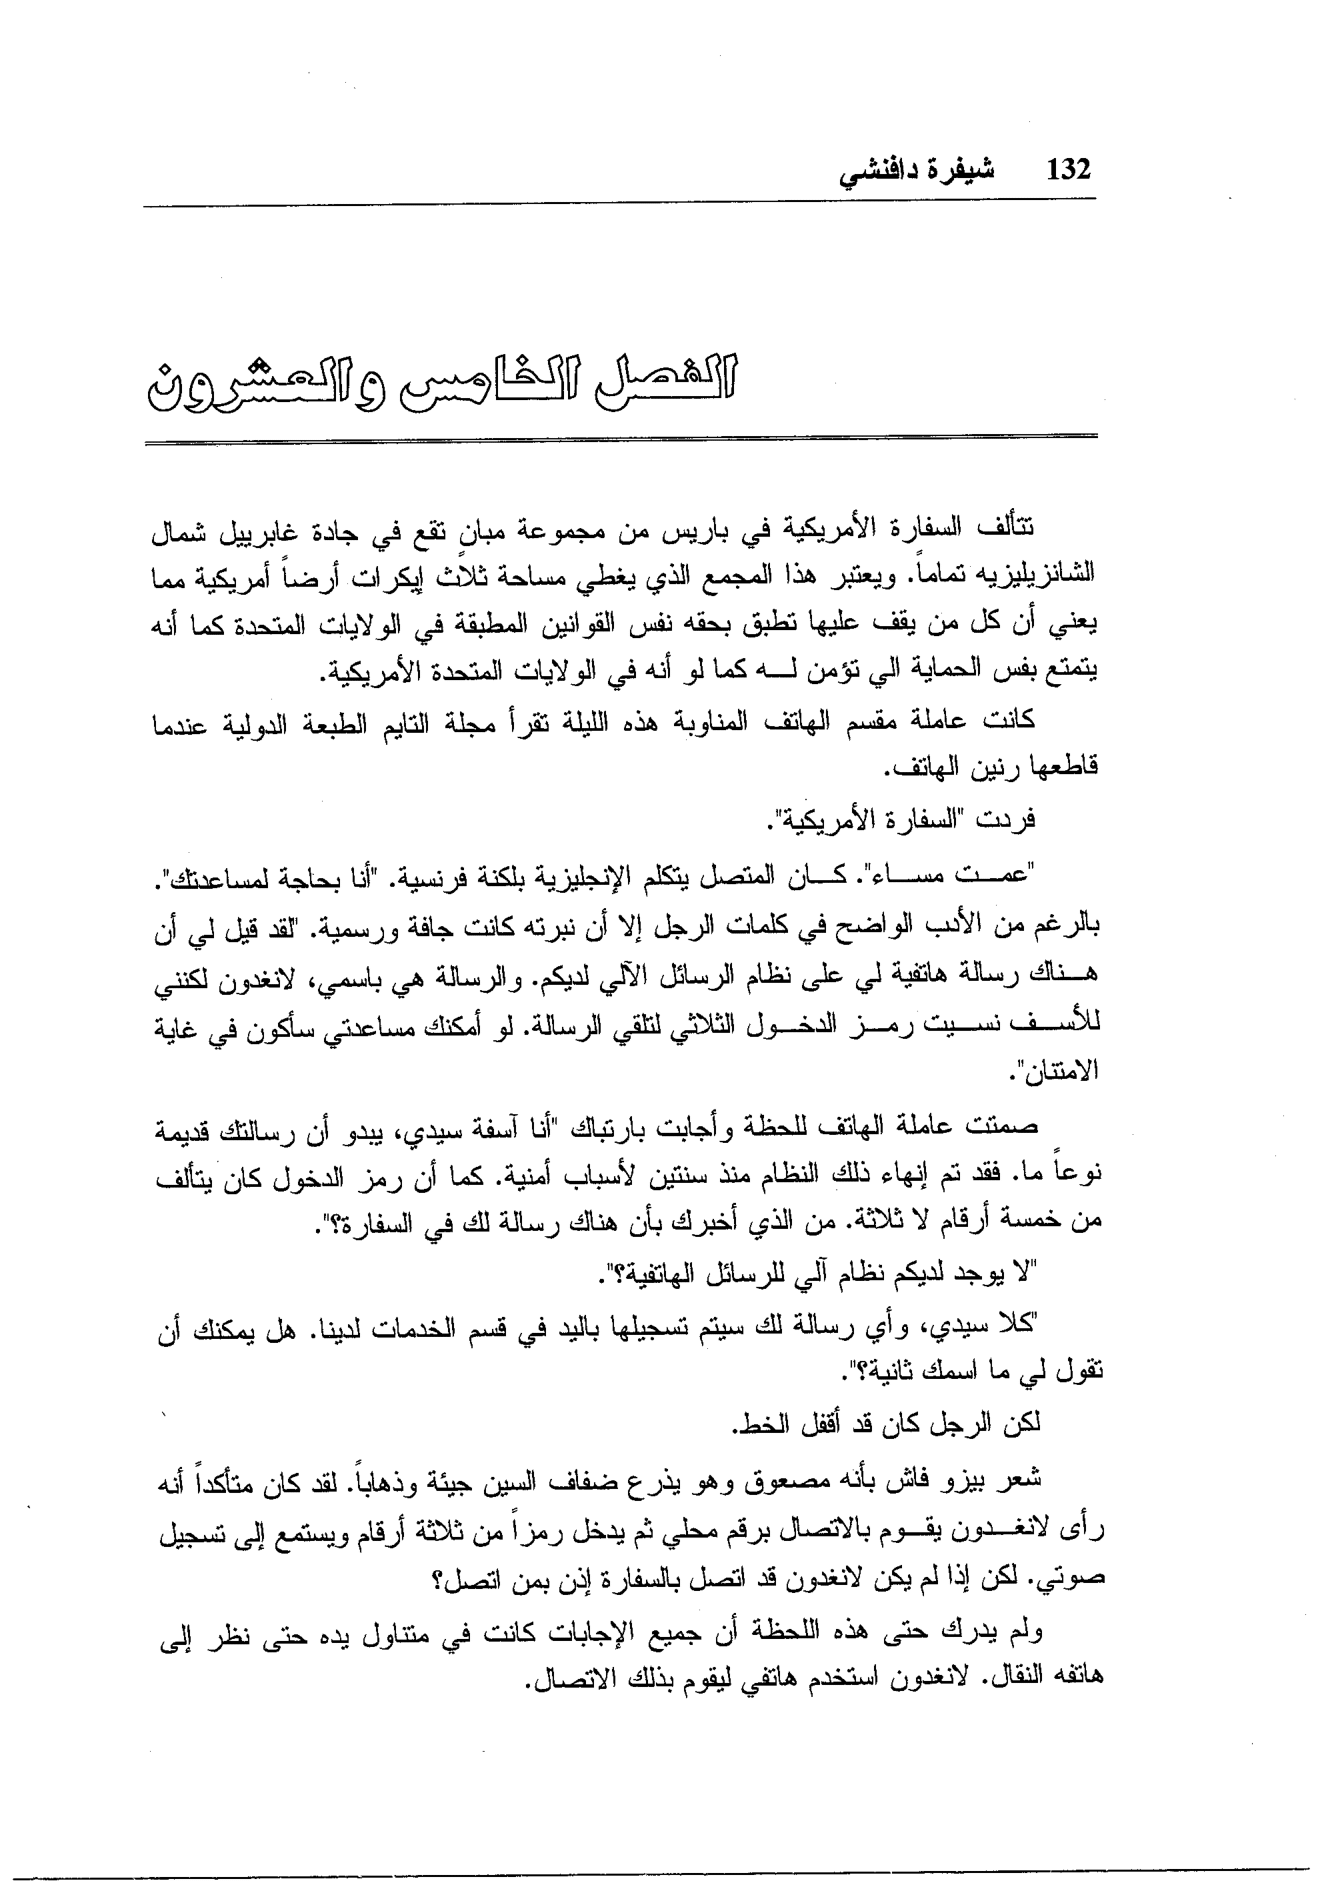 132 شيفرة دافنشي
الفصل الخامس والعشرون
تتألف السفارة الأمريكية في باريس من مجموعة مبانٍ تقع في جادة غابرييل شمال
الشانزيليزيه تماماً. ويعتبر هذا المجمع الذي يغطي مساحة ثلاث إيكرات أرضاً أمريكية مما
يعني أن كل من يقف عليها تطبق بحقه نفس القوانين المطبقة في الولايات المتحدة كما أنه
يتمتع بفس الحماية الي تؤمن لـه كما لو أنه في الولايات المتحدة الأمريكية.
كانت عاملة مقسم الهاتف المناوبة هذه الليلة تقرأ مجلة التايم الطبعة الدولية عندما
قاطعها رنين الهاتف.
فردت "السفارة الأمريكية".
"عمـت مسـاء". كـان المتصل يتكلم الإنجليزية بلكنة فرنسية. "أنا بحاجة لمساعدتك".
بالرغم من الأدب الواضح في كلمات الرجل إلا أن نبرته كانت جافة ورسمية. "لقد قيل لي أن
هـناك رسالة هاتفية لي على نظام الرسائل الآلي لديكم. والرسالة هي باسمي، لانغدون لكنني
للأسـف نسـيت رمـز الدخـول الثلاثي لتلقي الرسالة. لو أمكنك مساعدتي سأكون في غاية
الامتنان".
صمتت عاملة الهاتف للحظة وأجابت بارتباك "أنا آسفة سيدي، يبدو أن رسالتك قديمة
نوعاً ما. فقد تم إنهاء ذلك النظام منذ سنتين لأسباب أمنية. كما أن رمز الدخول كان يتألف
من خمسة أرقام لا ثلاثة. من الذي أخبرك بأن هناك رسالة لك في السفارة؟".
"لا يوجد لديكم نظام آلي للرسائل الهاتفية؟".
"كلا سيدي، وأي رسالة لك سيتم تسجيلها باليد في قسم الخدمات لدينا. هل يمكنك أن
تقول لي ما اسمك ثانية؟".
لكن الرجل كان قد أقفل الخط.
شعر بيزو فاش بأنه مصعوق وهو يذرع ضفاف السين جيئة وذهاباً. لقد كان متأكداً أنه
رأى لانغـدون يقـوم بالاتصال برقم محلي ثم يدخل رمزاً من ثلاثة أرقام ويستمع إلى تسجيل
صوتي. لكن إذا لم يكن لانغدون قد اتصل بالسفارة إذن بمن اتصل؟
ولم يدرك حتى هذه اللحظة أن جميع الإجابات كانت في متناول يده حتى نظر إلى
هاتفه النقال. لانغدون استخدم هاتفي ليقوم بذلك الاتصال.